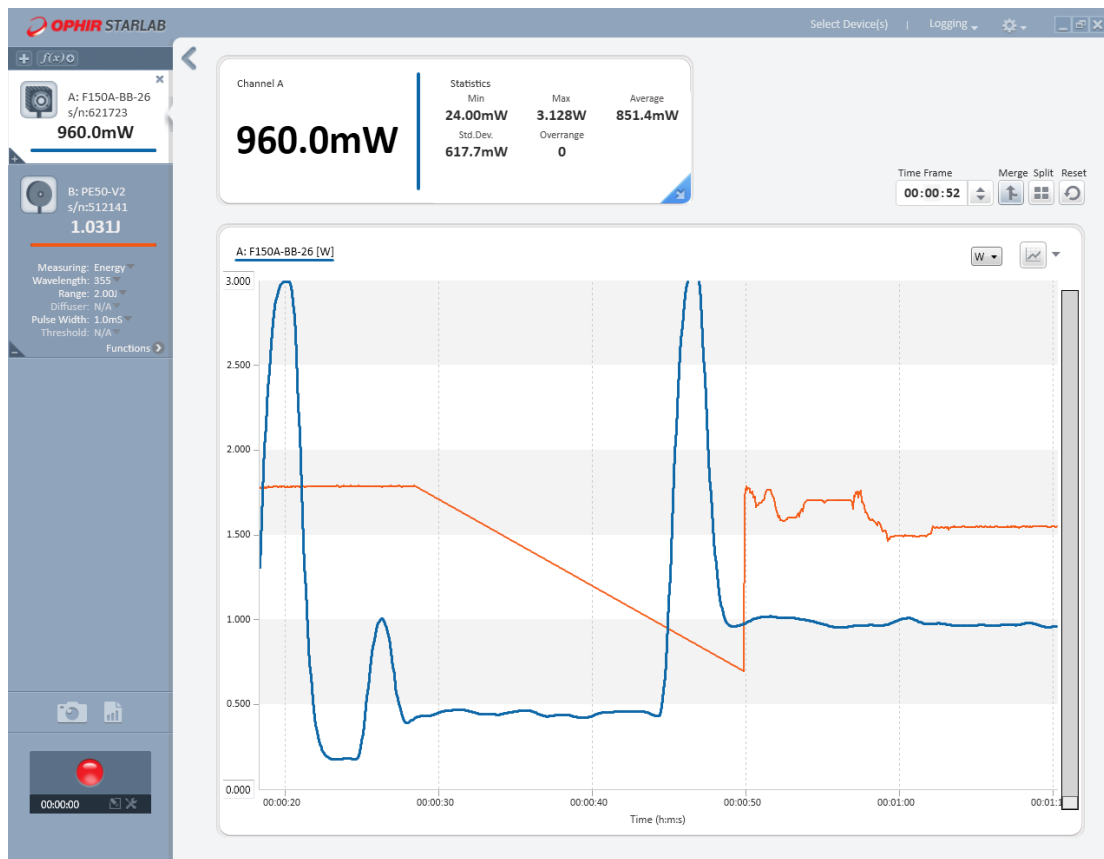 OPHIR STARLAB
Select Device(s) | Logging
f(x)
A: F150A-BB-26
s/n:621723
960.0mW
B: PE50-V2
s/n:512141
1.031J
Measuring: Energy
Wavelength: 355
Range: 2.00J
Diffuser: N/A
Pulse Width: 1.0mS
Threshold: N/A
Functions
00:00:00
Channel A
960.0mW
Statistics
Min Max Average
24.00mW 3.128W 851.4mW
Std.Dev. Overrange
617.7mW 0
Time Frame Merge Split Reset
00:00:52
A: F150A-BB-26 [W]
W
3.000
2.500
2.000
1.500
1.000
0.500
0.000
00:00:20 00:00:30 00:00:40 00:00:50 00:01:00 00:01:1
Time (h:m:s)